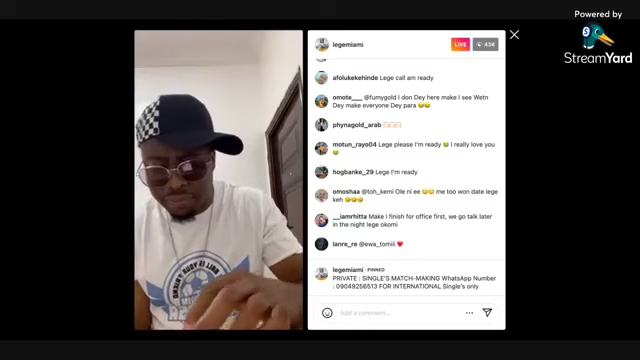 Powered by
StreamYard
legemiami
LIVE
434
afolukekehinde Lege call am ready
omote___ @fumygold I don Dey here make I see Wetn
Dey make everyone Dey para 😂😂
phynagold_arab 👏🏻👏🏻👏🏻
motun_rayo04 Lege please I'm ready 🤢 I really love you
🤢
hogbanke_29 Lege I'm ready
omoshaa @toh_kemi Ole ni ee 😂😂 me too won date lege
keh 🤣🤣🤣
__iamrhitta Make I finish for office first, we go talk later
in the night lege okomi
lanre_re @ewa_tomiii ❤️
legemiami • PINNED
PRIVATE : SINGLE'S MATCH-MAKING WhatsApp Number
: 09049256513 FOR INTERNATIONAL Single's only
Add a comment...